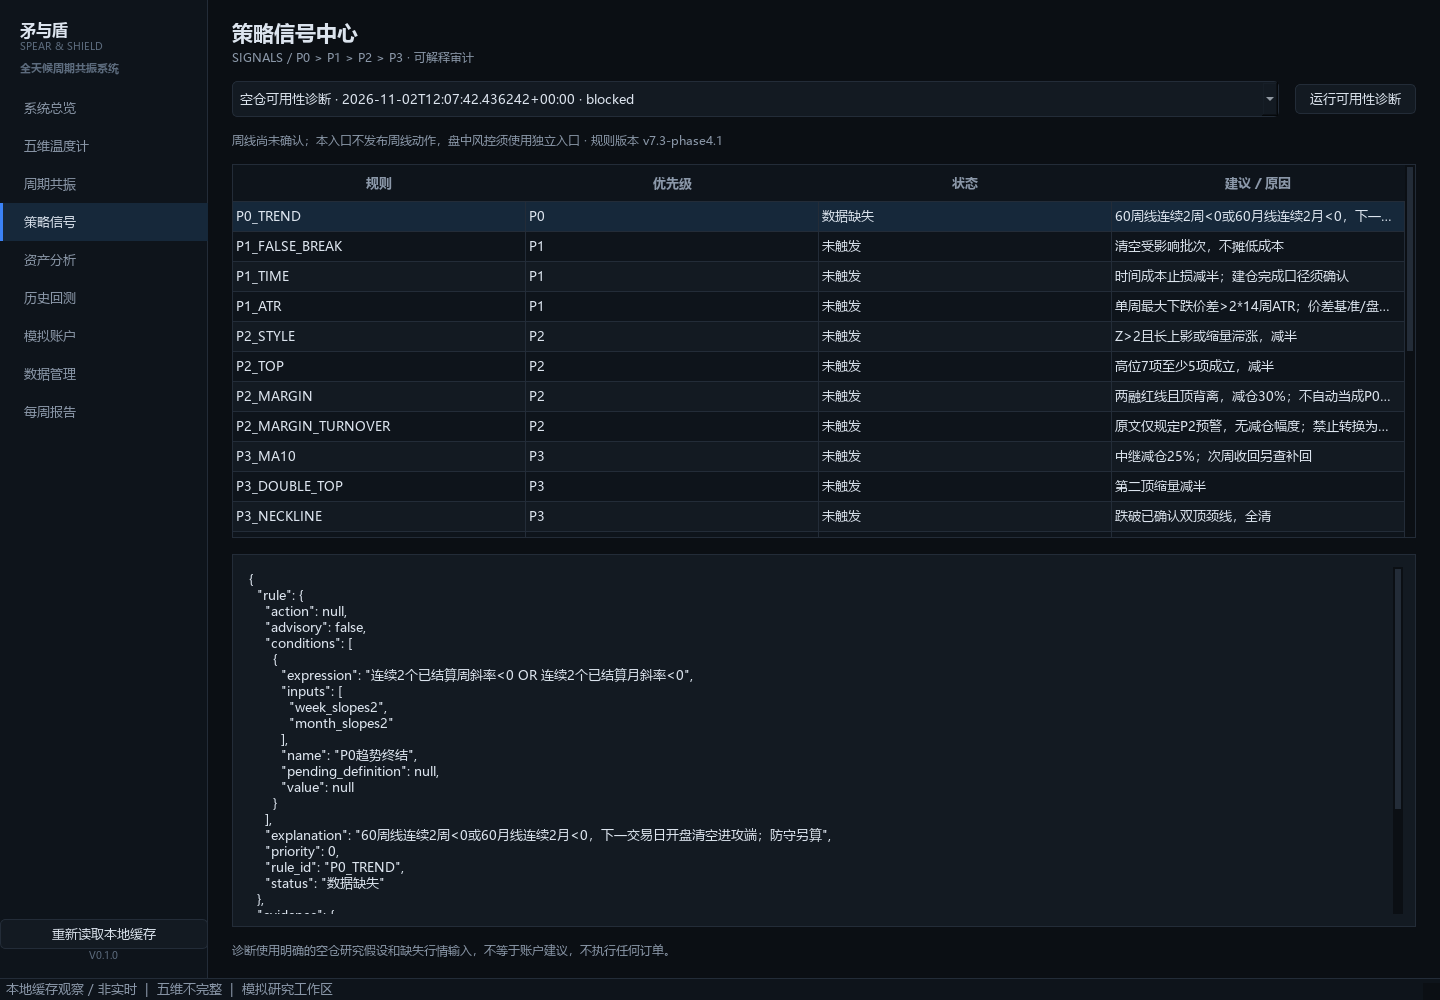 矛与盾
SPEAR & SHIELD
全天候周期共振系统
系统总览
五维温度计
周期共振
策略信号
资产分析
历史回测
模拟账户
数据管理
每周报告
重新读取本地缓存
V0.1.0
策略信号中心
SIGNALS / P0 > P1 > P2 > P3 · 可解释审计
空仓可用性诊断 · 2026-11-02T12:07:42.436242+00:00 · blocked
运行可用性诊断
周线尚未确认；本入口不发布周线动作，盘中风控须使用独立入口 · 规则版本 v7.3-phase4.1
规则 优先级 状态 建议 / 原因
P0_TREND P0 数据缺失 60周线连续2周<0或60月线连续2月<0，下一...
P1_FALSE_BREAK P1 未触发 清空受影响批次，不摊低成本
P1_TIME P1 未触发 时间成本止损减半；建仓完成口径须确认
P1_ATR P1 未触发 单周最大下跌价差>2*14周ATR；价差基准/盘...
P2_STYLE P2 未触发 Z>2且长上影或缩量滞涨，减半
P2_TOP P2 未触发 高位7项至少5项成立，减半
P2_MARGIN P2 未触发 两融红线且顶背离，减仓30%；不自动当成P0...
P2_MARGIN_TURNOVER P2 未触发 原文仅规定P2预警，无减仓幅度；禁止转换为...
P3_MA10 P3 未触发 中继减仓25%；次周收回另查补回
P3_DOUBLE_TOP P3 未触发 第二顶缩量减半
P3_NECKLINE P3 未触发 跌破已确认双顶颈线，全清
{
"rule": {
"action": null,
"advisory": false,
"conditions": [
{
"expression": "连续2个已结算周斜率<0 OR 连续2个已结算月斜率<0",
"inputs": [
"week_slopes2",
"month_slopes2"
],
"name": "P0趋势终结",
"pending_definition": null,
"value": null
}
],
"explanation": "60周线连续2周<0或60月线连续2月<0，下一交易日开盘清空进攻端；防守另算",
"priority": 0,
"rule_id": "P0_TREND",
"status": "数据缺失"
},
诊断使用明确的空仓研究假设和缺失行情输入，不等于账户建议，不执行任何订单。
本地缓存观察 / 非实时 | 五维不完整 | 模拟研究工作区